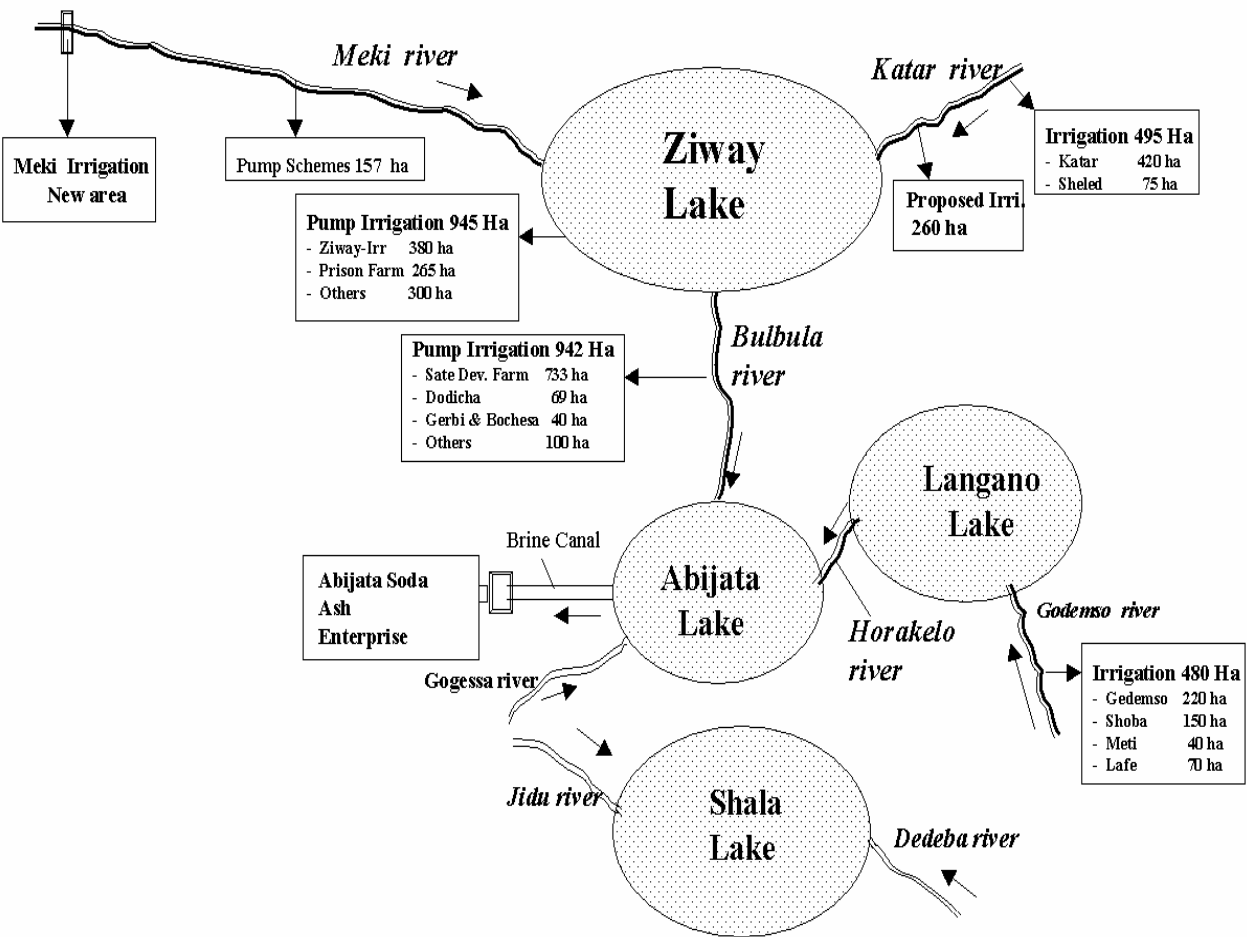 Meki river
Katar river
Ziway
Lake
Meki Irrigation
New area
Pump Schemes 157 ha
Irrigation 495 Ha
- Katar 420 ha
- Sheled 75 ha
Proposed Irri.
260 ha
Pump Irrigation 945 Ha
- Ziway-Irr 380 ha
- Prison Farm 265 ha
- Others 300 ha
Bulbula
river
Pump Irrigation 942 Ha
- Sate Dev. Farm 733 ha
- Dodicha 69 ha
- Gerbi & Bochesa 40 ha
- Others 100 ha
Langano
Lake
Brine Canal
Abijata Soda
Ash
Enterprise
Abijata
Lake
Horakelo
river
Godemso river
Gogessa river
Irrigation 480 Ha
- Gedemso 220 ha
- Shoba 150 ha
- Meti 40 ha
- Lafe 70 ha
Jidu river
Shala
Lake
Dedeba river